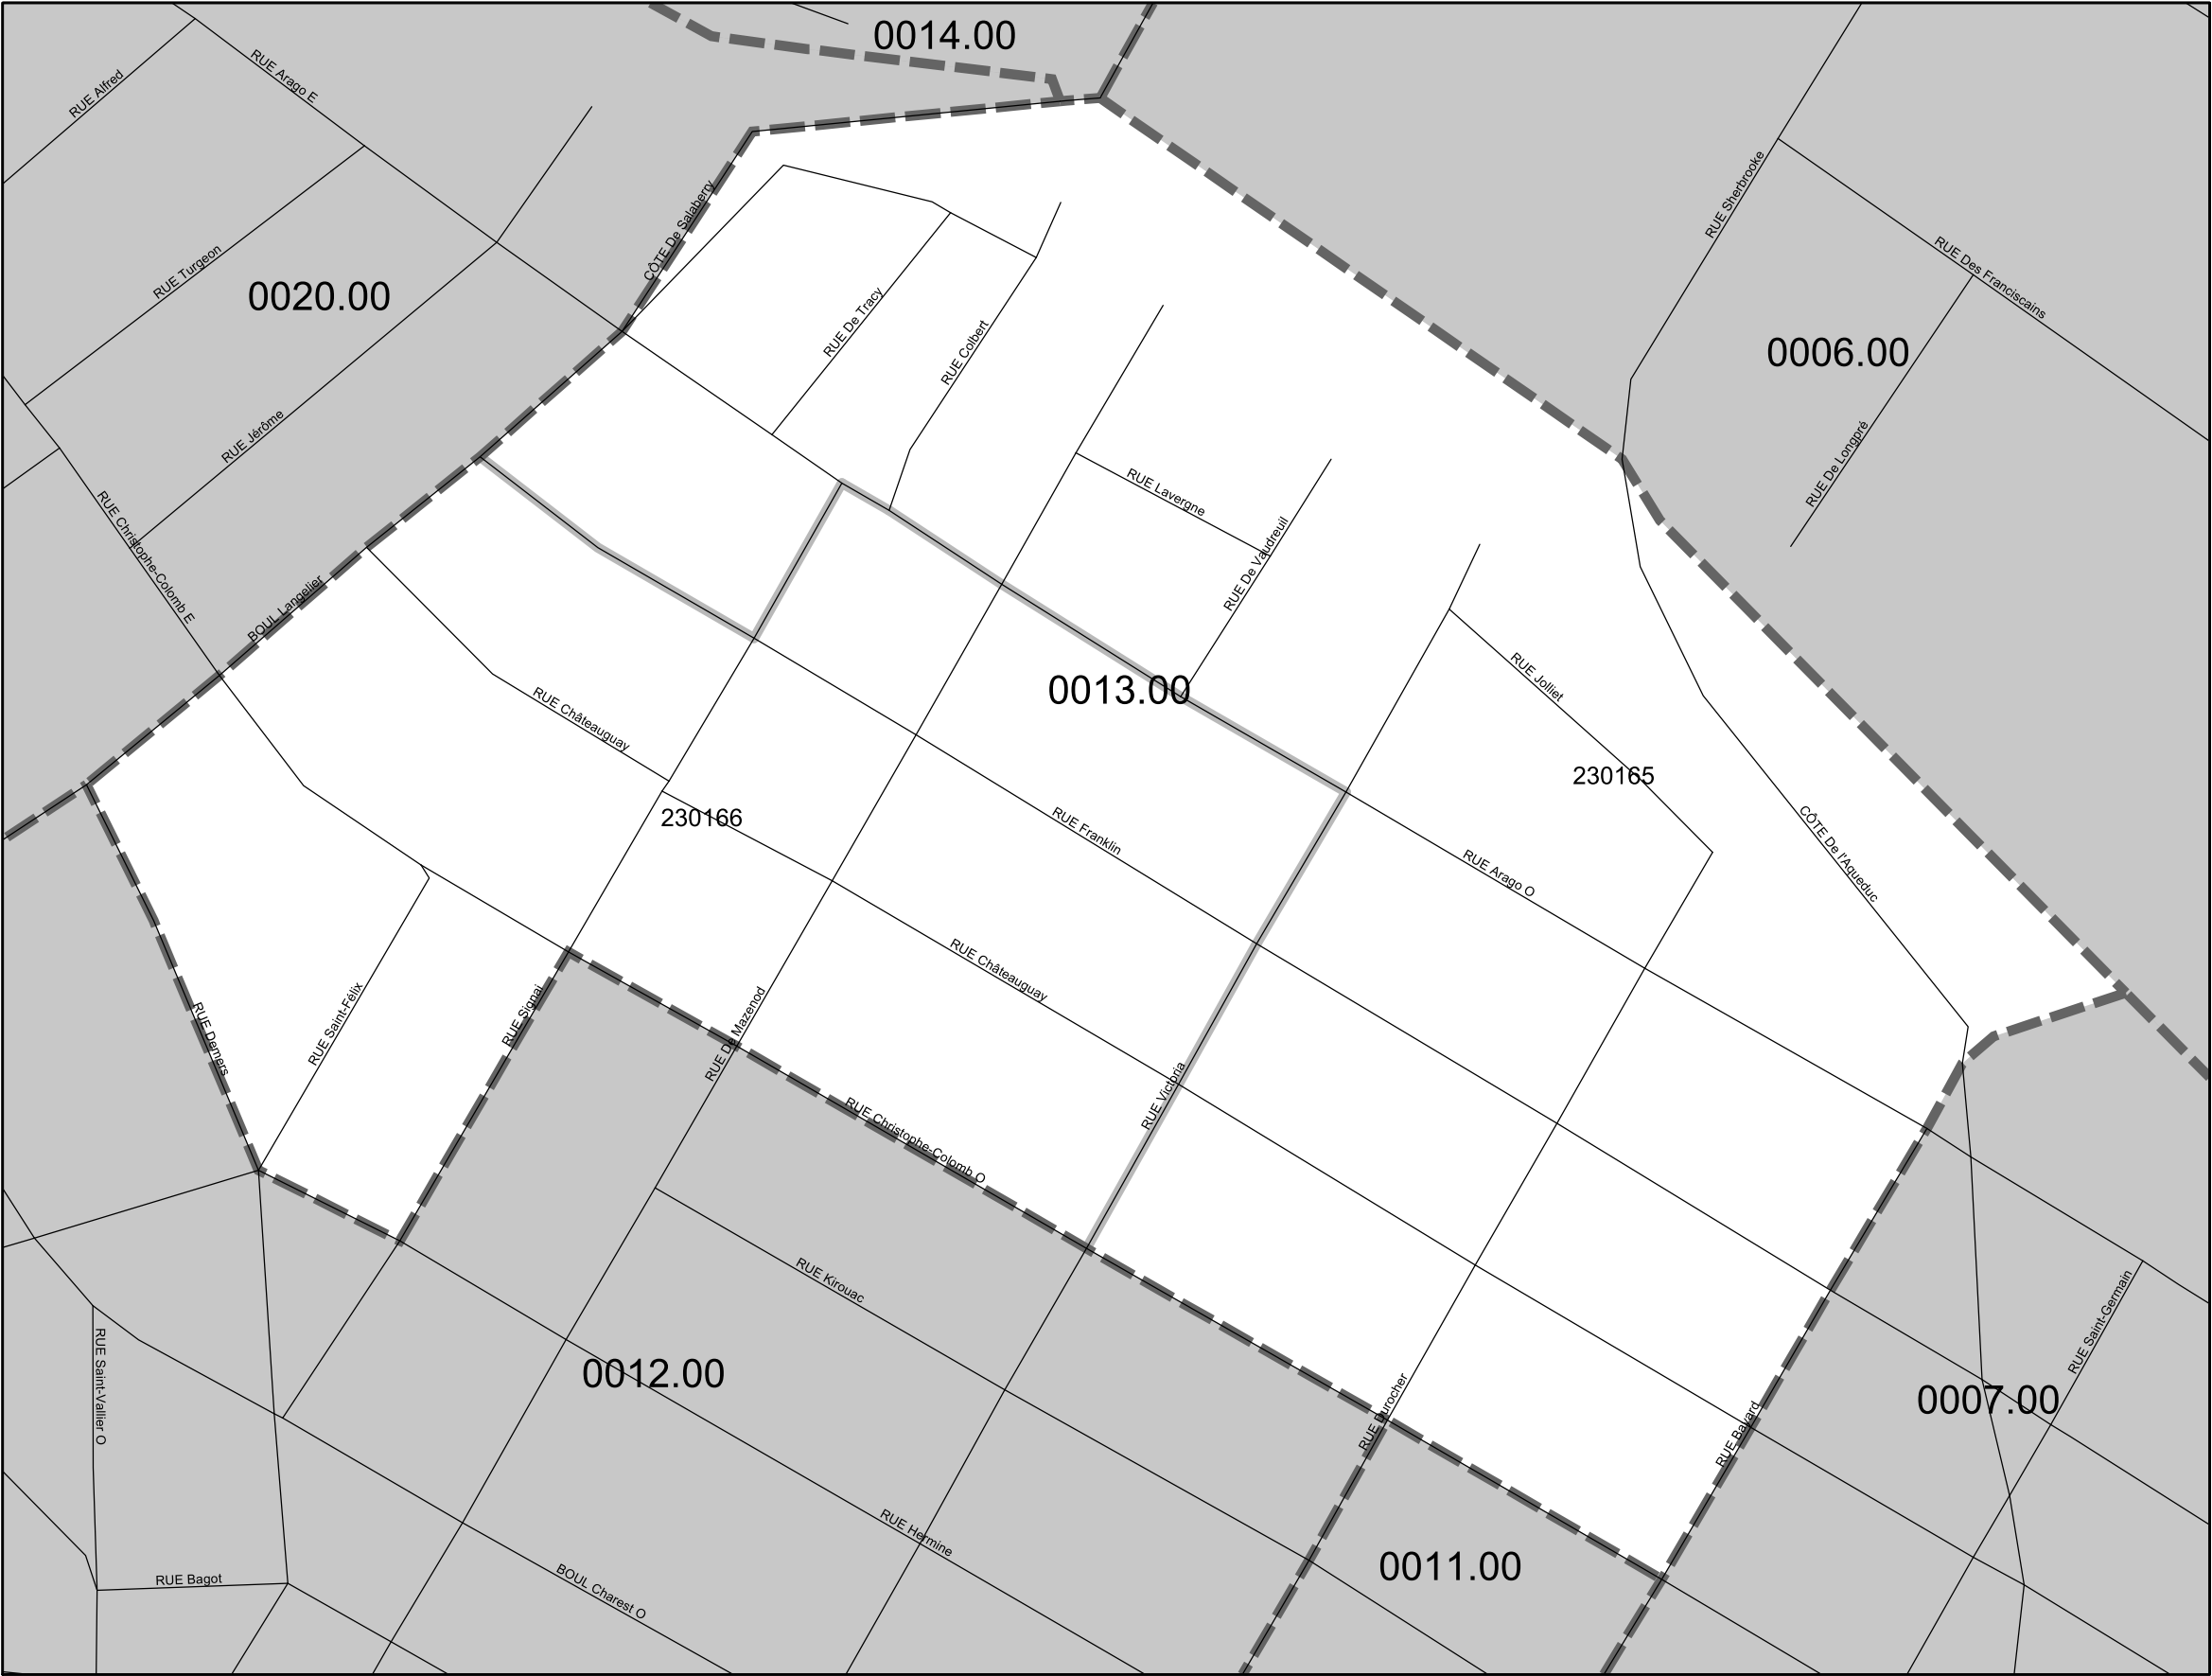 0014.00
RUE Arago E
RUE Alfred
RUE Sherbrooke
CÔTE De Salaberry
RUE Turgeon
RUE Des Franciscains
0020.00
RUE De Tracy
RUE Colbert
0006.00
RUE Jérôme
RUE De Longpré
RUE Lavergne
RUE Christophe-Colomb E
RUE De Vaudreuil
BOUL Langelier
RUE Jolliet
0013.00
RUE Châteauguay
230165
230166
RUE Franklin
CÔTE De l'Aqueduc
RUE Arago O
RUE Châteauguay
RUE Saint-Félix
RUE Signaï
RUE De Mazenod
RUE Demers
RUE Victoria
RUE Christophe-Colomb O
RUE Kirouac
RUE Saint-Germain
RUE Saint-Vallier O
0012.00
RUE Durocher
0007.00
RUE Bayard
RUE Hermine
0011.00
RUE Bagot
BOUL Charest O